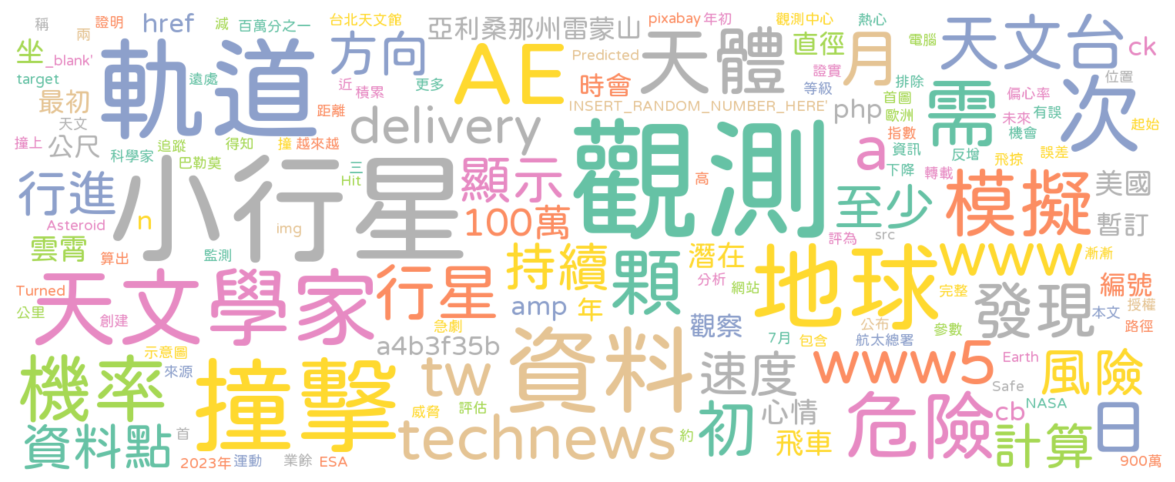 稱 兩 證明 href 減 百萬分之一 台北天文館 亞利桑那州雷蒙山 pixabay 年初 觀測中心 熱心 天文台
坐 _blank' 軌道 方向 AE Predicted 天體 直徑 月 電腦 ck
target 遠處 近 積累 更多 時會 證實 等級 排除 位置
最初 天文 距離 INSERT_RANDOM_NUMBER_HERE' php 首圖 歐洲 偏心率 需 未來 有誤 次
撞上 公尺 追蹤 得知 撞 越來越 delivery 觀測 a 指數 資訊 機會 起始
科學家 巴勒莫 三 Hit 顯示 高 下降 反增 飛掠 誤差
行進 小行星 100萬 至少 轉載 模擬 美國
Asteroid n img 評為 src 暫訂
雲霄 算出 監測 持續 顆 潛在 地球 www 漸漸
Turned 天文學家 行星 分析 網站 完整 發現 編號
公里 創建 急劇 amp 年 觀察 7月 公布 包含 航太總署 參數 本文 授權 路徑
機率 示意圖 來源 撞擊 a4b3f35b 資料 速度 www5 Earth 風險
tw Safe NASA
威脅 評估 初 心情 危險 cb 日
資料點 首 technews 約 飛車 計算
2023年 運動 業餘 ESA 900萬